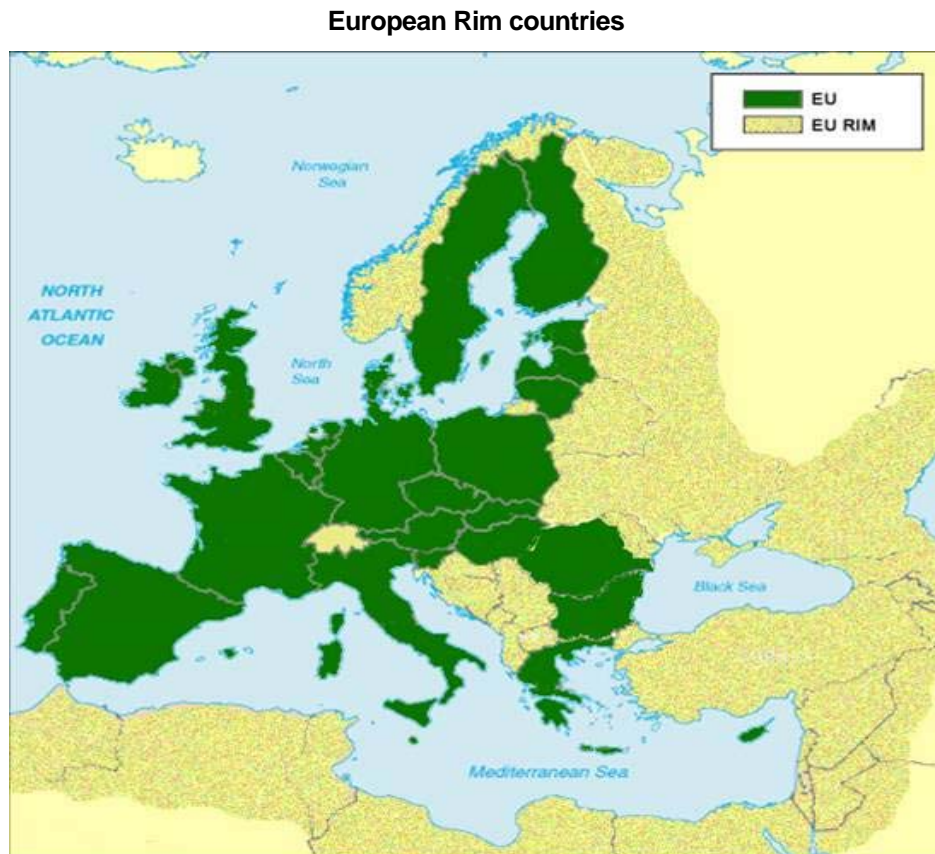 European Rim countries
EU
EU RIM
Norwegian
Sea
NORTH
ATLANTIC
OCEAN
North
Sea
Black Sea
Mediterranean Sea